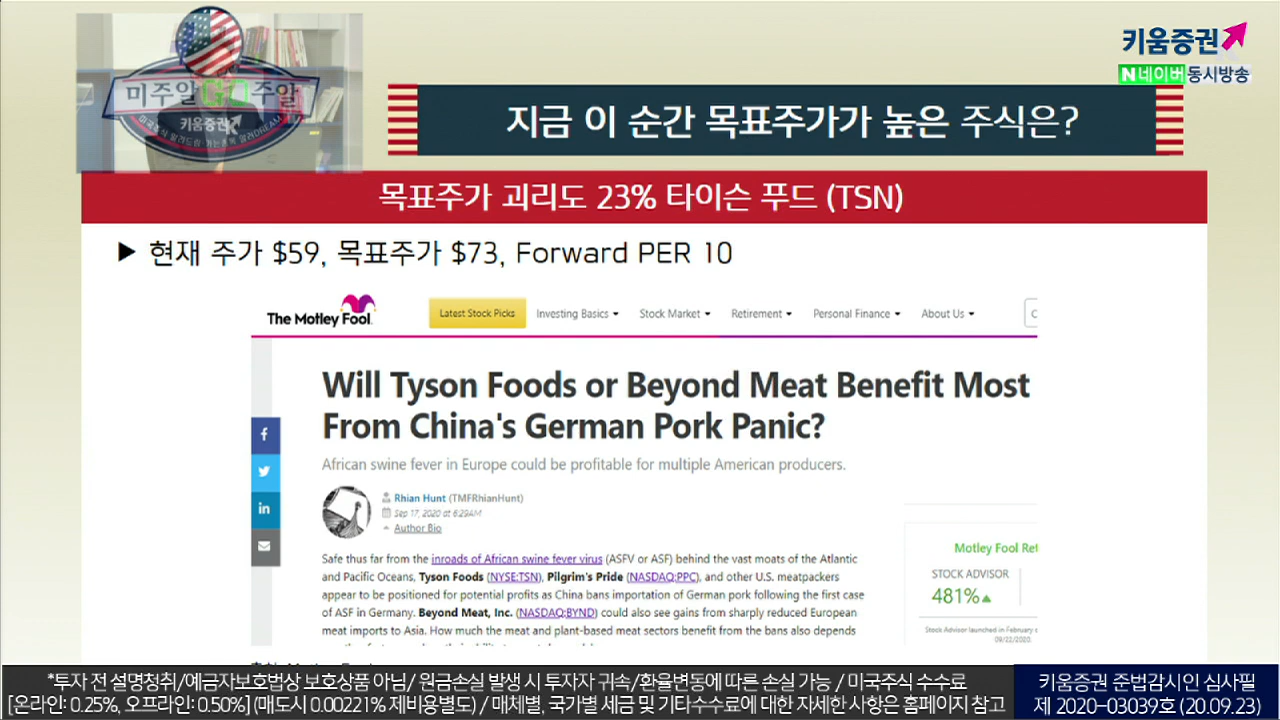 미주알GO주알
키움증권
키움증권
N네이버 동시방송
지금 이 순간 목표주가가 높은 주식은?
목표주가 괴리도 23% 타이슨 푸드 (TSN)
▶ 현재 주가 $59, 목표주가 $73, Forward PER 10
The Motley Fool.
Latest Stock Picks Investing Basics Stock Market Retirement Personal Finance About Us
Will Tyson Foods or Beyond Meat Benefit Most
From China's German Pork Panic?
African swine fever in Europe could be profitable for multiple American producers.
Rhian Hunt (TMFRhianHunt)
Sep 17, 2020 at 6:29AM
Author Bio
Safe thus far from the inroads of African swine fever virus (ASFV or ASF) behind the vast moats of the Atlantic
and Pacific Oceans, Tyson Foods (NYSE:TSN), Pilgrim's Pride (NASDAQ:PPC), and other U.S. meatpackers
appear to be positioned for potential profits as China bans importation of German pork following the first case
of ASF in Germany. Beyond Meat, Inc. (NASDAQ:BYND) could also see gains from sharply reduced European
meat imports to Asia. How much the meat and plant-based meat sectors benefit from the bans also depends
Motley Fool Ret
STOCK ADVISOR
481%
Stock Advisor launched in February
09/22/2020.
*투자 전 설명청취/예금자보호법상 보호상품 아님/ 원금손실 발생 시 투자자 귀속/환율변동에 따른 손실 가능 / 미국주식 수수료
[온라인: 0.25%, 오프라인: 0.50%] (매도시 0.00221% 제비용별도) / 매체별, 국가별 세금 및 기타수수료에 대한 자세한 사항은 홈페이지 참고
키움증권 준법감시인 심사필
제 2020-03039호 (20.09.23)